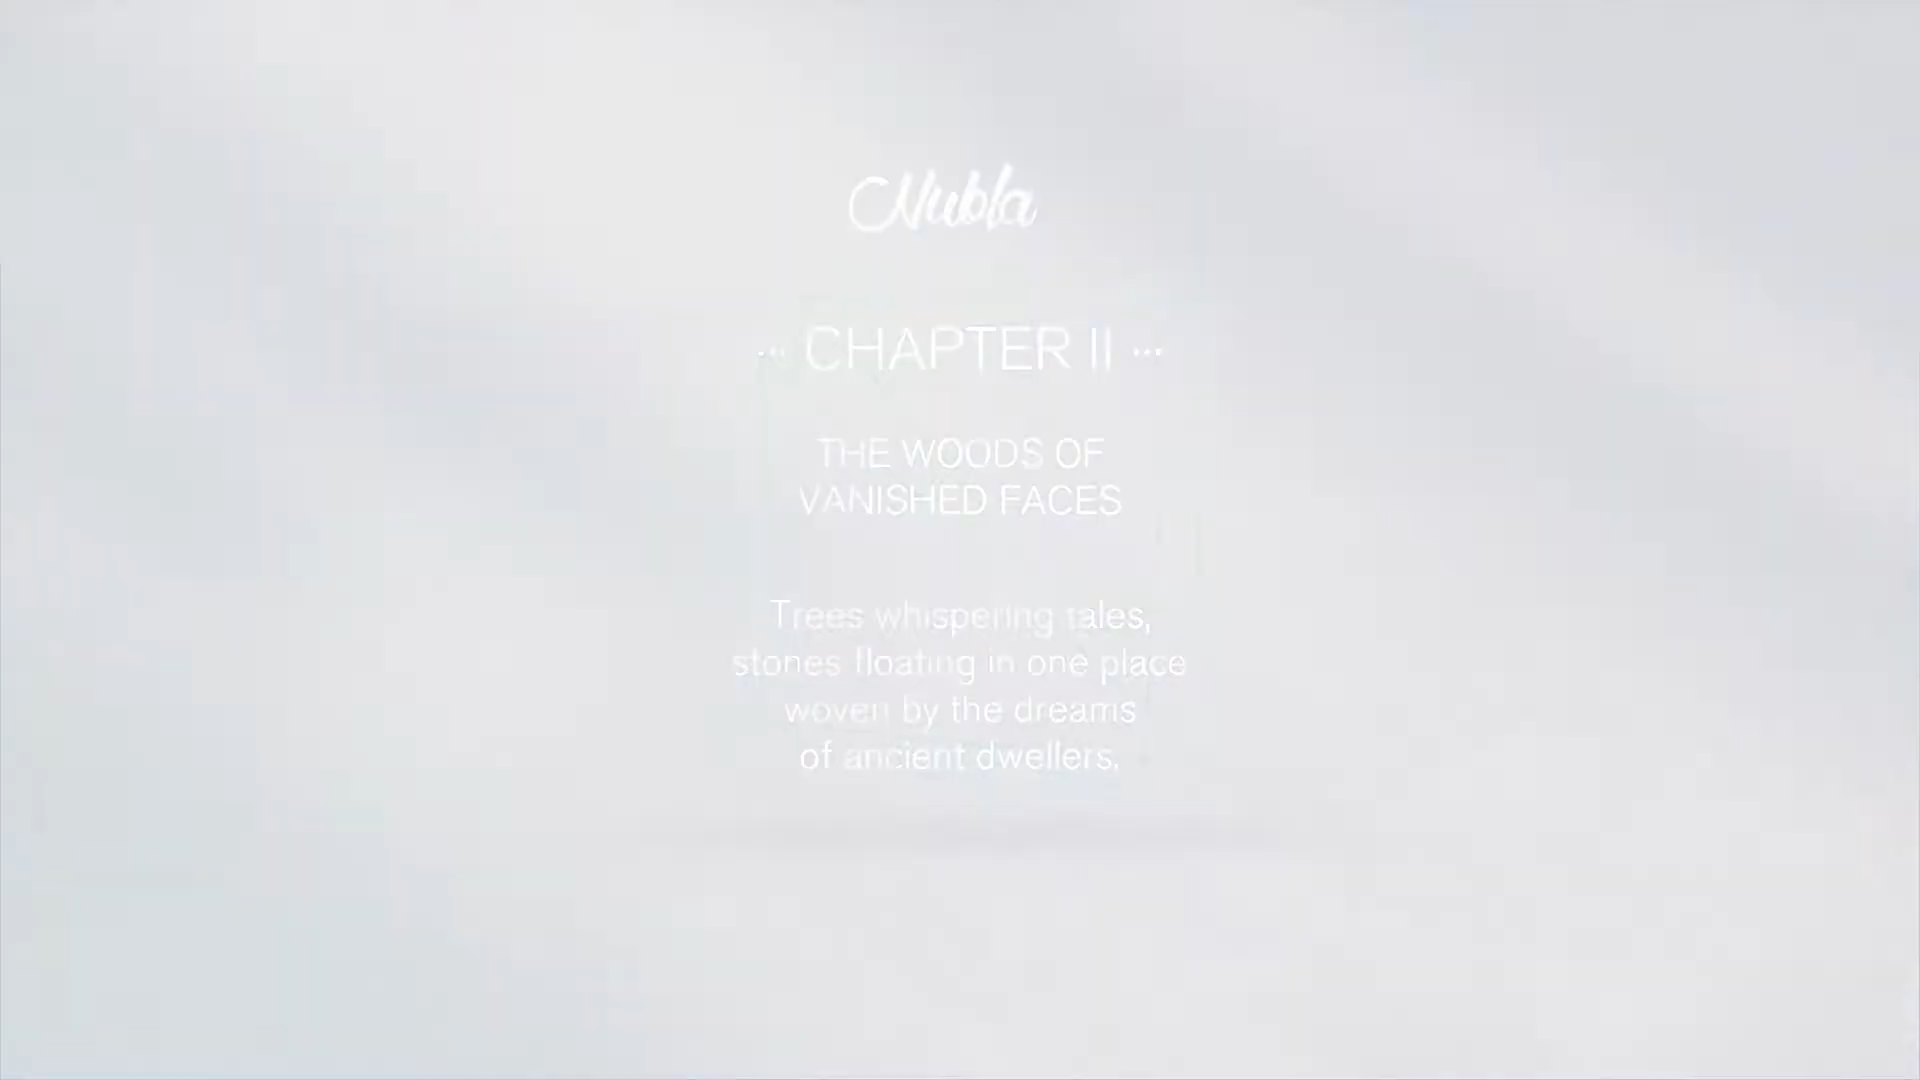 Nubla
··· CHAPTER II ···
THE WOODS OF
VANISHED FACES
Trees whispering tales,
stones floating in one place
woven by the dreams
of ancient dwellers.